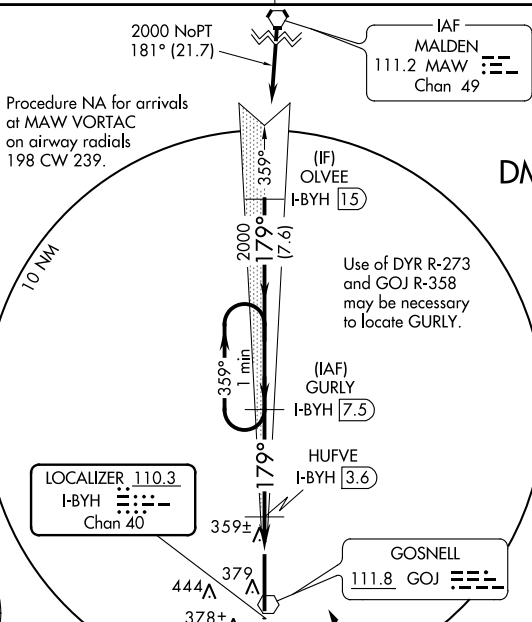 2000 NoPT
181° (21.7)
IAF
MALDEN
111.2 MAW
Chan 49
Procedure NA for arrivals
at MAW VORTAC
on airway radials
198 CW 239.
359°
(IF)
OLVEE
I-BYH 15
DM
10 NM
2000
179°
(7.6)
Use of DYR R-273
and GOJ R-358
may be necessary
to locate GURLY.
359°
1 min
(IAF)
GURLY
I-BYH 7.5
179°
HUFVE
I-BYH 3.6
LOCALIZER 110.3
I-BYH
Chan 40
359±
GOSNELL
111.8 GOJ
379
444
378±